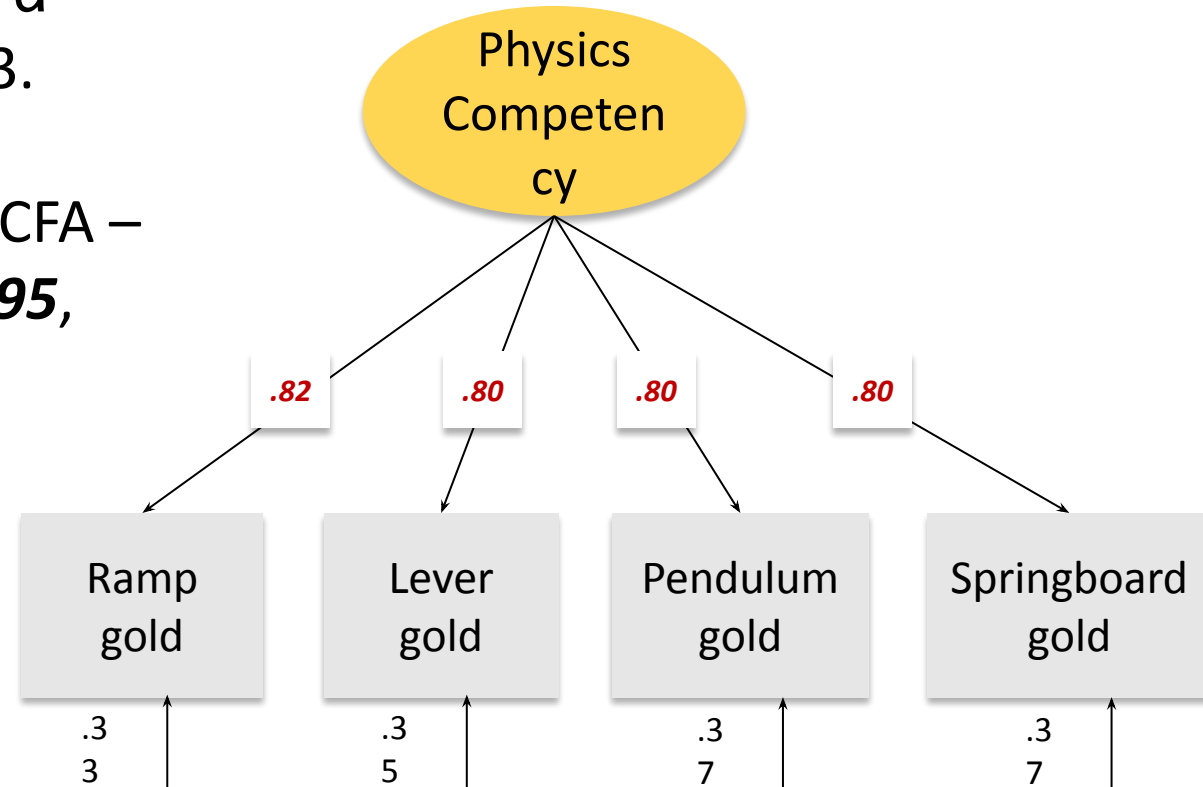 3.
CFA –
95,
Physics
Competen
cy
.82
.80
.80
.80
Ramp
gold
Lever
gold
Pendulum
gold
Springboard
gold
.3
3
.3
5
.3
7
.3
7